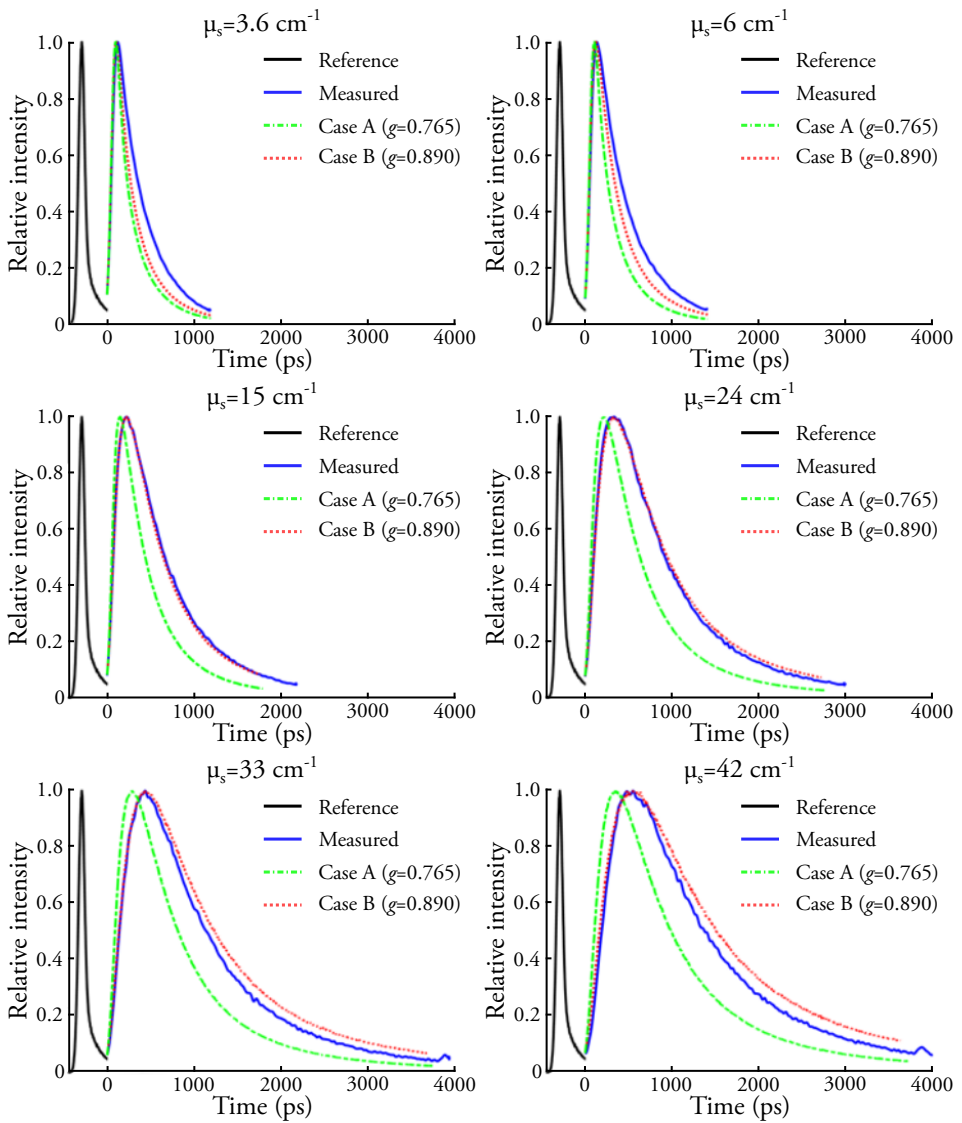 μₛ=3.6 cm⁻¹
Relative intensity
1.0
0.8
0.6
0.4
0.2
0
Reference
Measured
Case A (g=0.765)
Case B (g=0.890)
0 1000 2000 3000 4000
Time (ps)
μₛ=6 cm⁻¹
Relative intensity
1.0
0.8
0.6
0.4
0.2
0
Reference
Measured
Case A (g=0.765)
Case B (g=0.890)
0 1000 2000 3000 4000
Time (ps)
μₛ=15 cm⁻¹
Relative intensity
1.0
0.8
0.6
0.4
0.2
0
Reference
Measured
Case A (g=0.765)
Case B (g=0.890)
0 1000 2000 3000 4000
Time (ps)
μₛ=24 cm⁻¹
Relative intensity
1.0
0.8
0.6
0.4
0.2
0
Reference
Measured
Case A (g=0.765)
Case B (g=0.890)
0 1000 2000 3000 4000
Time (ps)
μₛ=33 cm⁻¹
Relative intensity
1.0
0.8
0.6
0.4
0.2
0
Reference
Measured
Case A (g=0.765)
Case B (g=0.890)
0 1000 2000 3000 4000
Time (ps)
μₛ=42 cm⁻¹
Relative intensity
1.0
0.8
0.6
0.4
0.2
0
Reference
Measured
Case A (g=0.765)
Case B (g=0.890)
0 1000 2000 3000 4000
Time (ps)